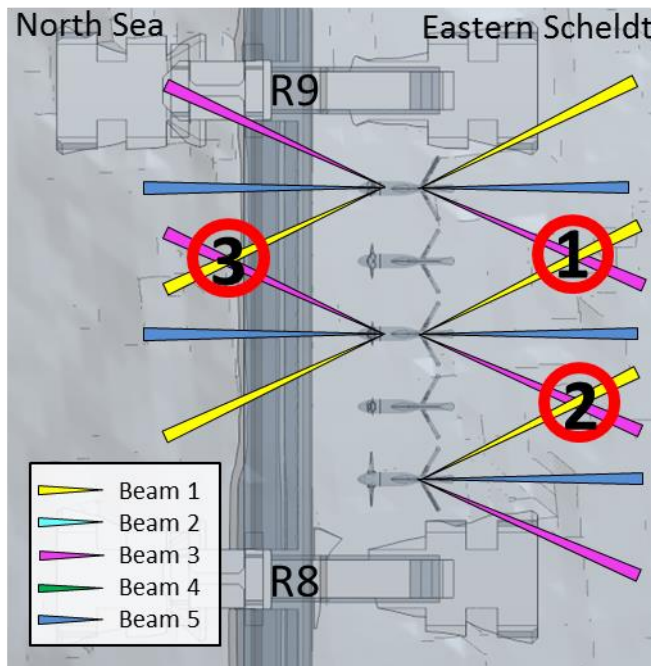 North Sea
Eastern Scheldt
R9
1
3
2
Beam 1
Beam 2
Beam 3
Beam 4
Beam 5
R8